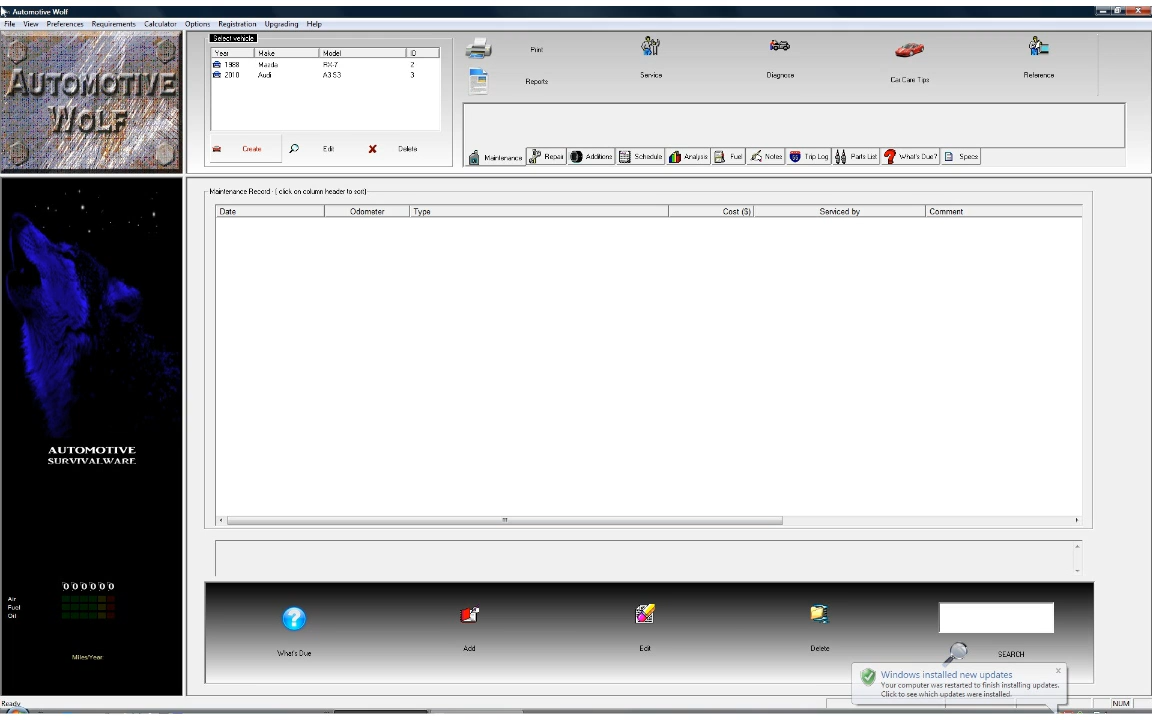 Automotive Wolf
File View Preferences Requirements Calculator Options Registration Upgrading Help
AUTOMOTIVE
WOLF
Select vehicle
Year Make Model ID
1988 Mazda RX-7 2
2010 Audi A3 S3 3
Create Edit Delete
Print
Reports
Service
Diagnose
Car Care Tips
Reference
Maintenance Repair Additions Schedule Analysis Fuel Notes Trip Log Parts List What's Due? Specs
Maintenance Record - [ click on column header to sort]
Date Odometer Type Cost ($) Serviced by Comment
AUTOMOTIVE
SURVIVALWARE
000000
Air
Fuel
Oil
Miles/Year
What's Due
Add
Edit
Delete
SEARCH
Windows installed new updates
Your computer was restarted to finish installing updates.
Click to see which updates were installed.
Ready
NUM